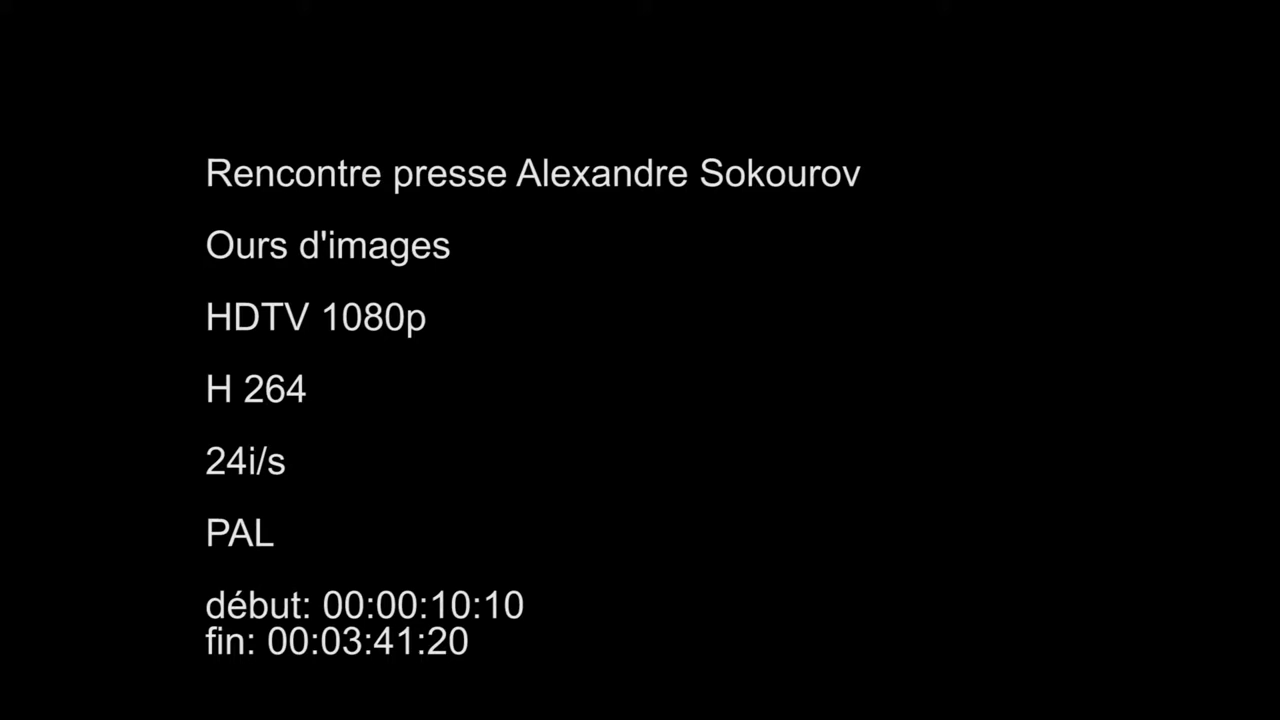 Rencontre presse Alexandre Sokourov
Ours d'images
HDTV 1080p
H 264
24i/s
PAL
début: 00:00:10:10
fin: 00:03:41:20